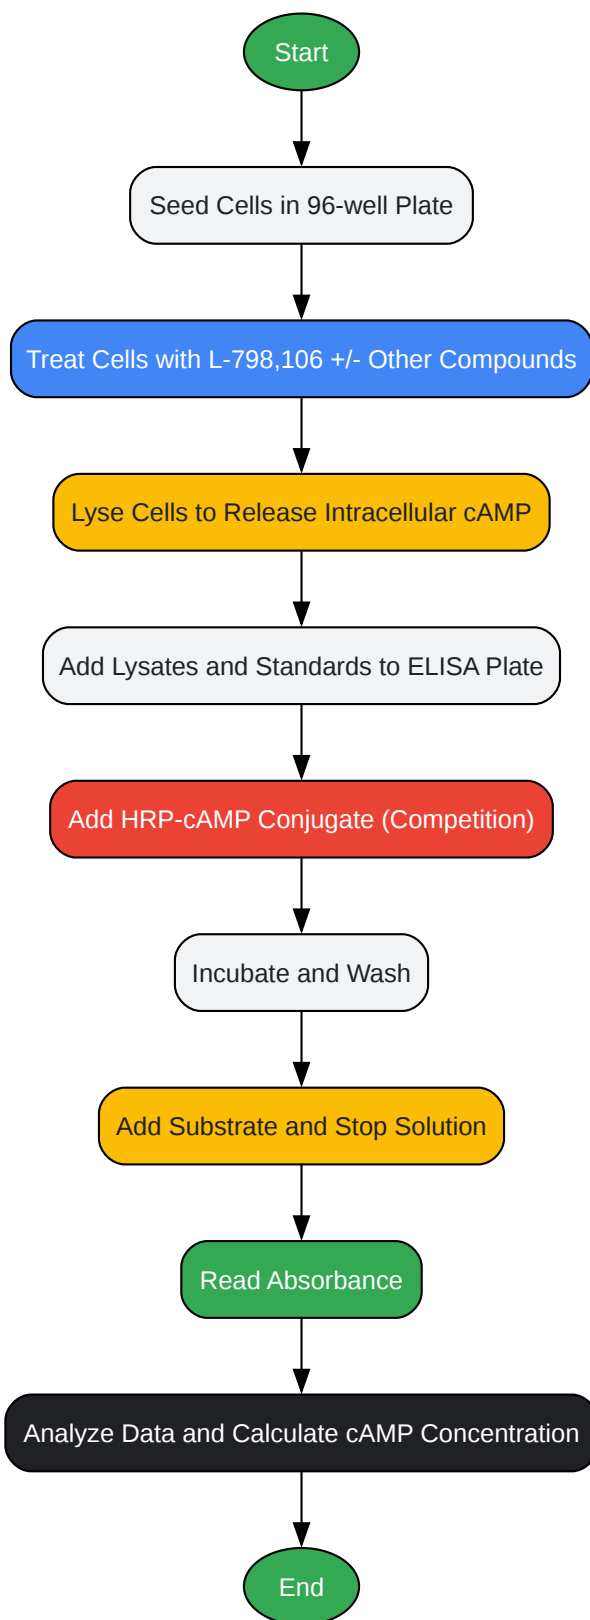 Start
Seed Cells in 96-well Plate
Treat Cells with L-798,106 +/- Other Compounds
Lyse Cells to Release Intracellular cAMP
Add Lysates and Standards to ELISA Plate
Add HRP-cAMP Conjugate (Competition)
Incubate and Wash
Add Substrate and Stop Solution
Read Absorbance
Analyze Data and Calculate cAMP Concentration
End